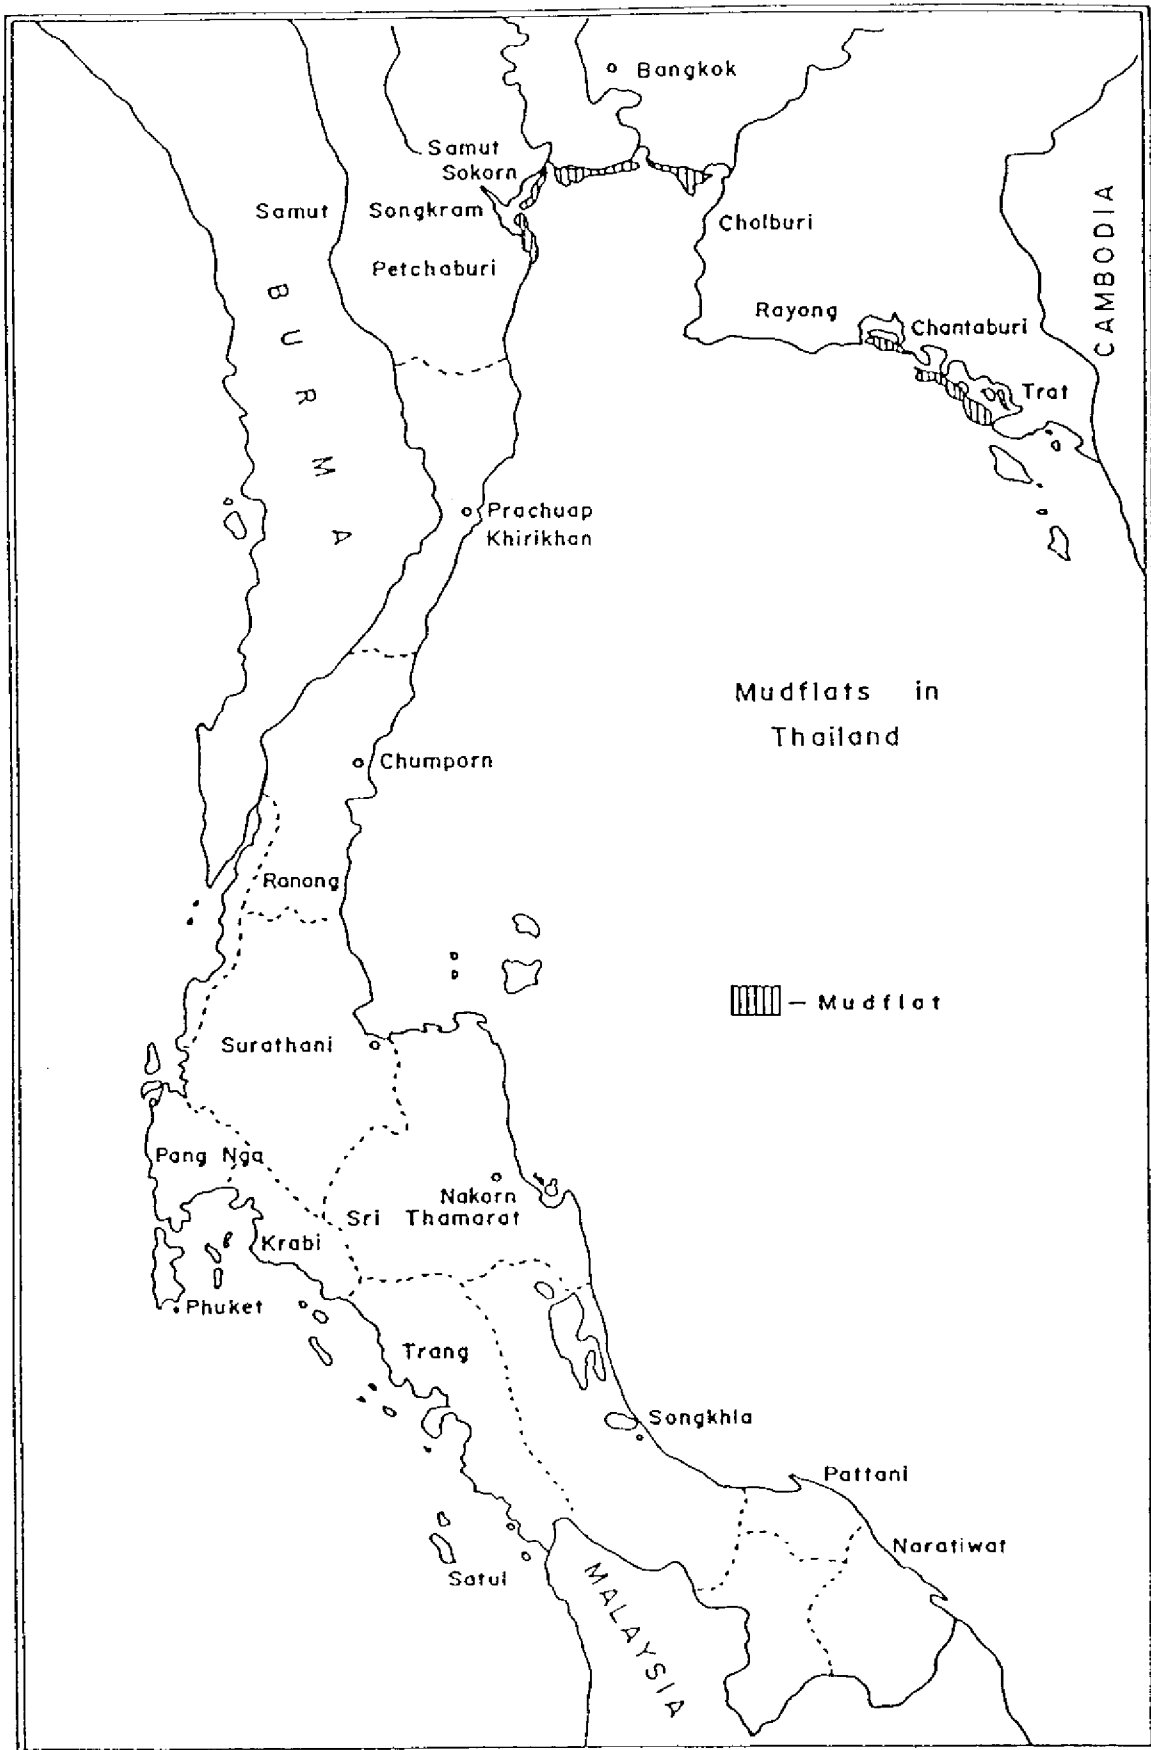 Bangkok
Samut
Sokorn
Samut Songkram
Cholburi
Petchaburi
CAMBODIA
BURMA
Rayong
Chantaburi
Trat
Prachuap
Khirikhan
Mudflats in
Thailand
Chumporn
Ranong
– Mudflat
Surathani
Pang Nga
Nakorn
Sri Thamarat
Krabi
Phuket
Trang
Songkhla
Pattani
Naratiwat
Satul
MALAYSIA